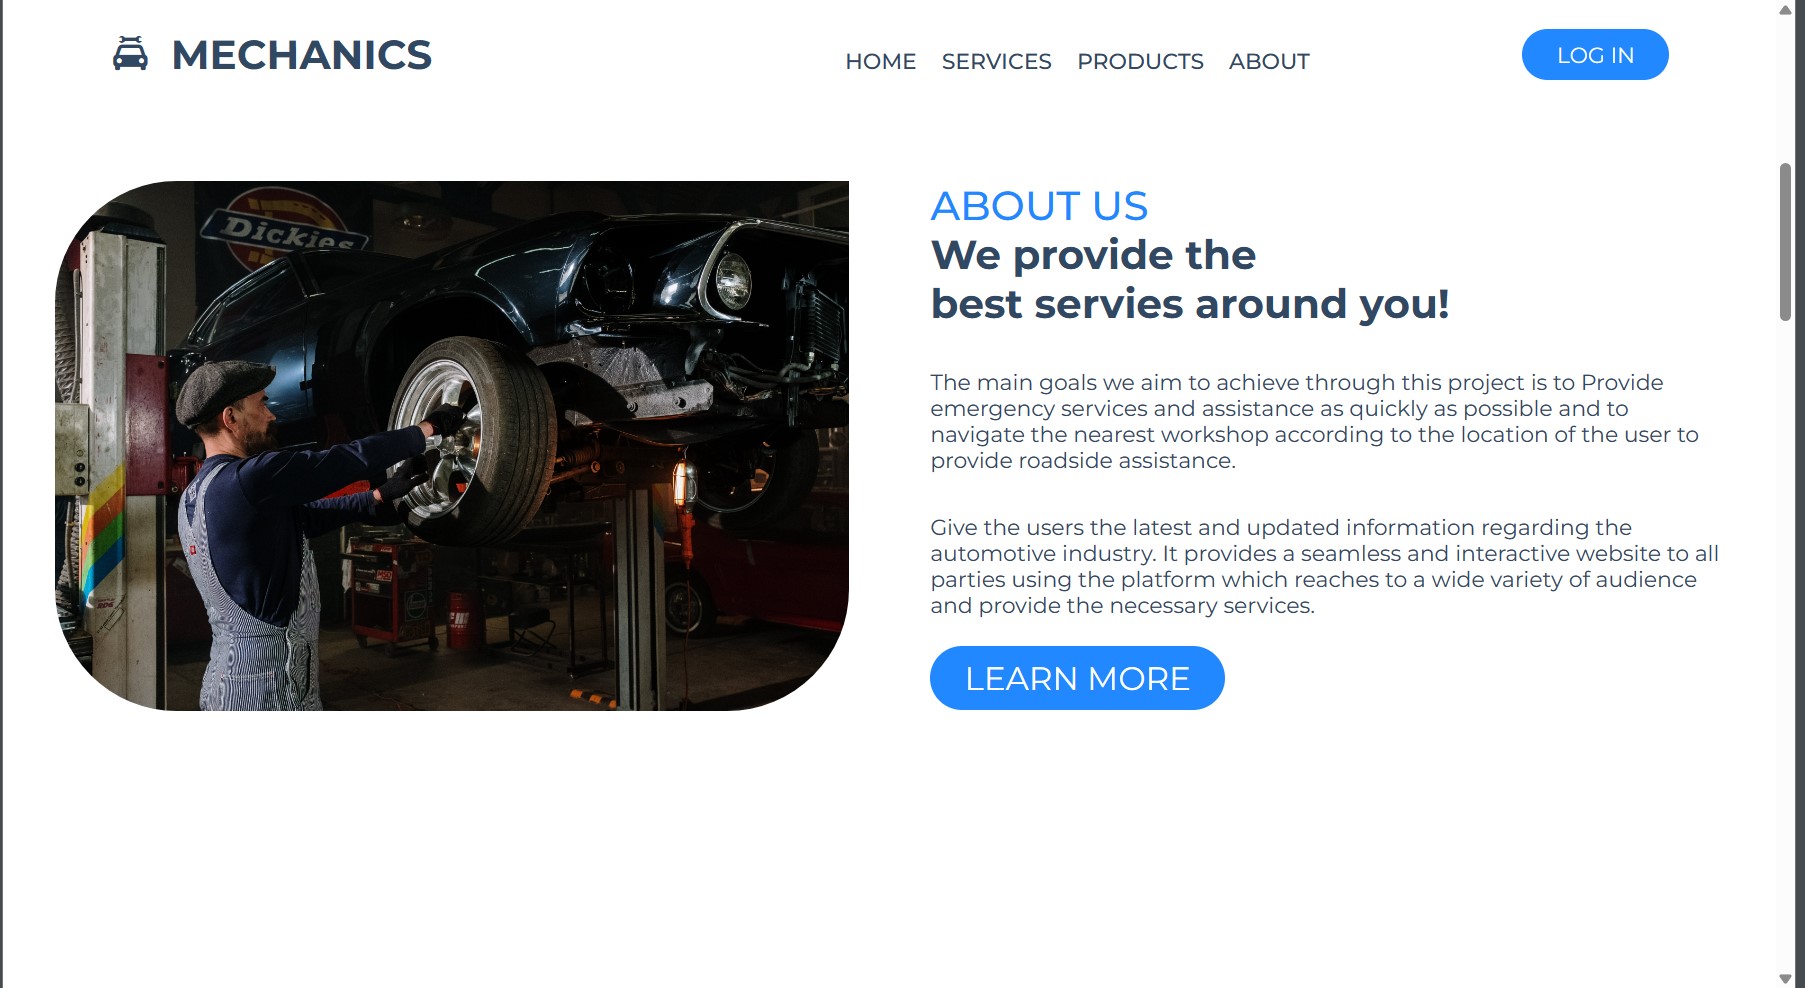 MECHANICS
HOME SERVICES PRODUCTS ABOUT
LOG IN
Dickies
ABOUT US
We provide the
best servies around you!
The main goals we aim to achieve through this project is to Provide
emergency services and assistance as quickly as possible and to
navigate the nearest workshop according to the location of the user to
provide roadside assistance.
Give the users the latest and updated information regarding the
automotive industry. It provides a seamless and interactive website to all
parties using the platform which reaches to a wide variety of audience
and provide the necessary services.
LEARN MORE